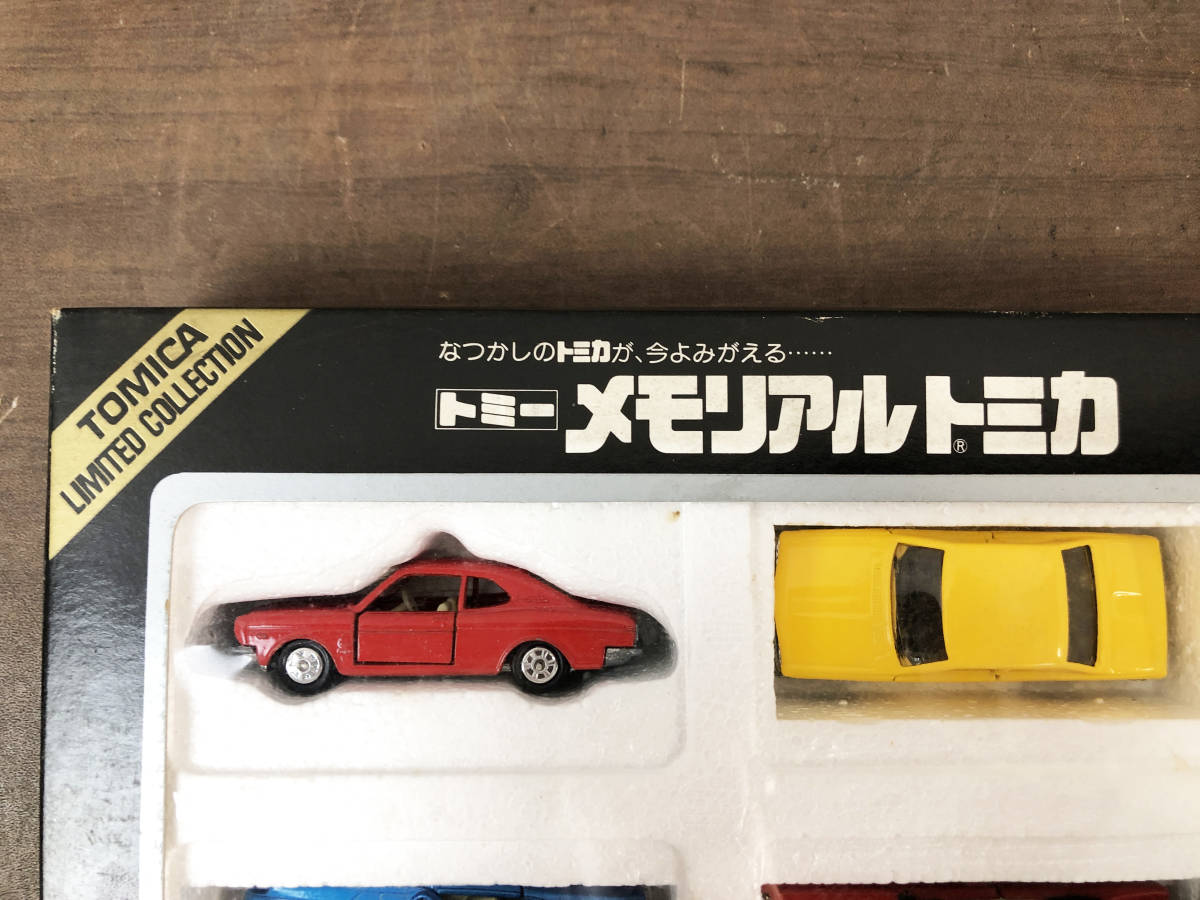 TOMICA
LIMITED COLLECTION
なつかしのトミカが、今よみがえる……
トミー メモリアルトミカ®